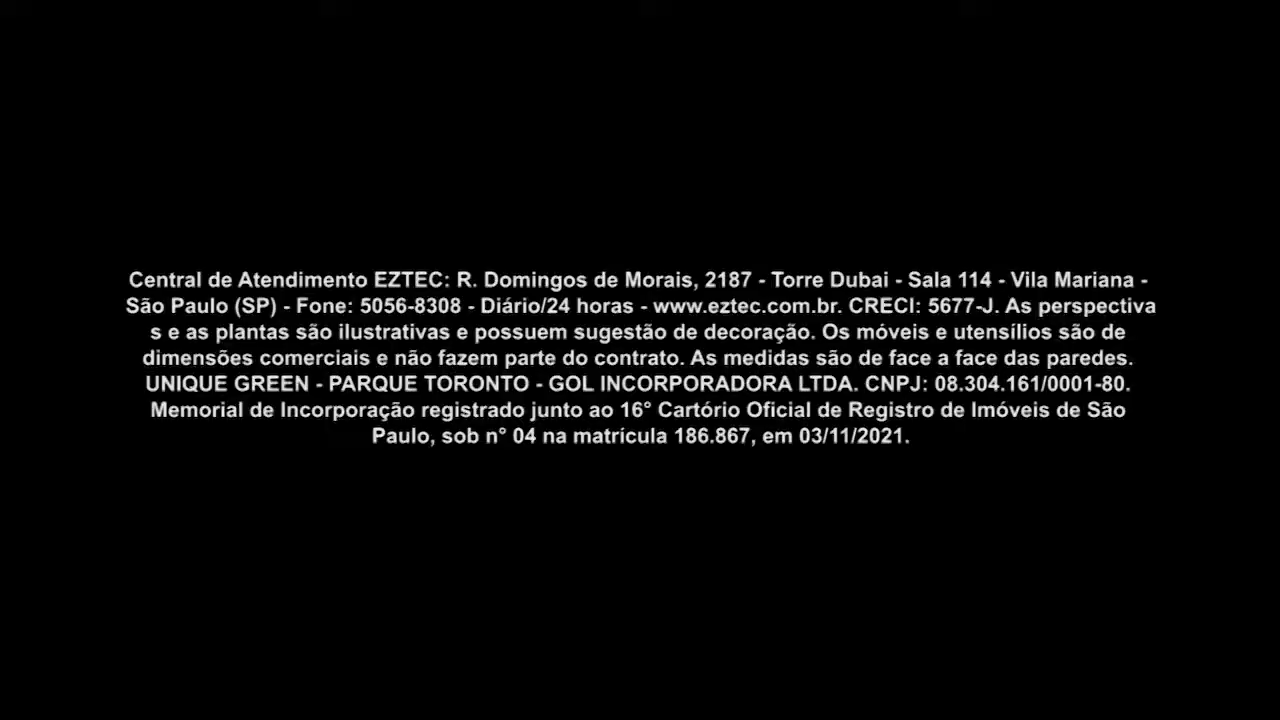 Central de Atendimento EZTEC: R. Domingos de Morais, 2187 - Torre Dubai - Sala 114 - Vila Mariana -
São Paulo (SP) - Fone: 5056-8308 - Diário/24 horas - www.eztec.com.br. CRECI: 5677-J. As perspectiva
s e as plantas são ilustrativas e possuem sugestão de decoração. Os móveis e utensílios são de
dimensões comerciais e não fazem parte do contrato. As medidas são de face a face das paredes.
UNIQUE GREEN - PARQUE TORONTO - GOL INCORPORADORA LTDA. CNPJ: 08.304.161/0001-80.
Memorial de Incorporação registrado junto ao 16° Cartório Oficial de Registro de Imóveis de São
Paulo, sob n° 04 na matrícula 186.867, em 03/11/2021.